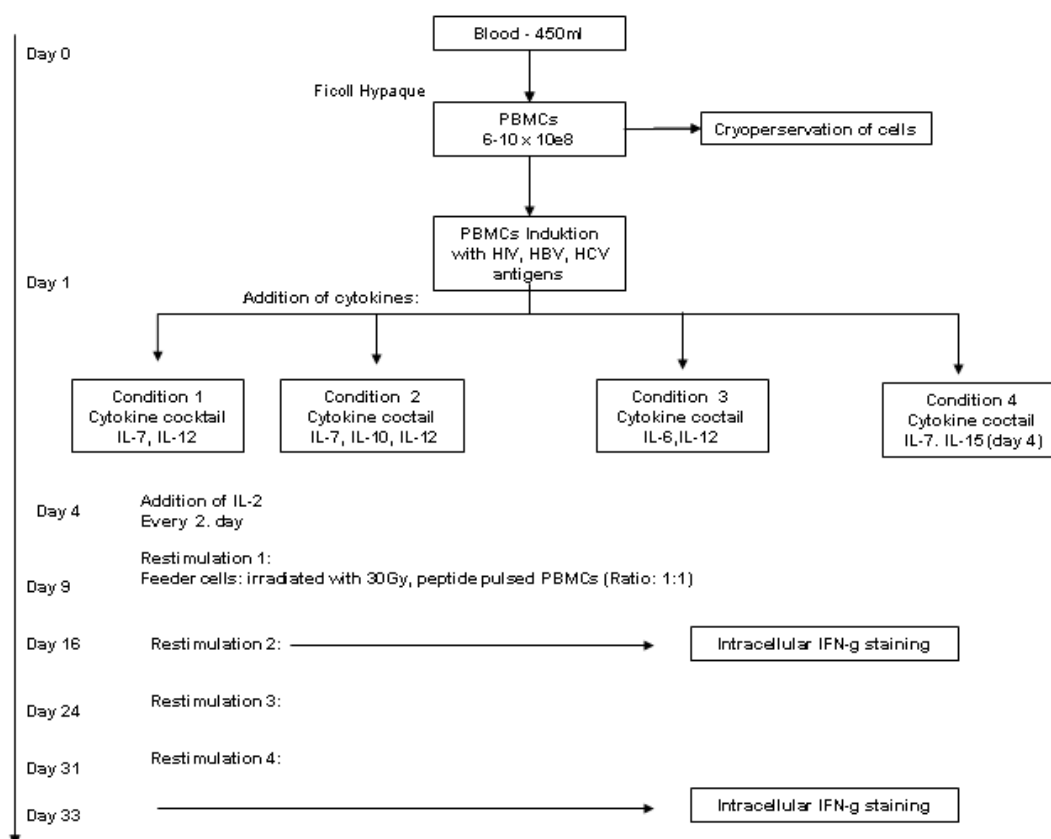 Blood - 450ml
Day 0
Ficoll Hypaque
PBMCs
6-10 x 10e8
Cryoperservation of cells
PBMCs Induktion
with HIV, HBV, HCV
antigens
Day 1
Addition of cytokines:
Condition 1
Cytokine cocktail
IL-7, IL-12
Condition 2
Cytokine coctail
IL-7, IL-10, IL-12
Condition 3
Cytokine coctail
IL-6,IL-12
Condition 4
Cytokine coctail
IL-7. IL-15 (day 4)
Day 4
Addition of IL-2
Every 2. day
Restimulation 1:
Day 9
Feeder cells: irradiated with 30Gy, peptide pulsed PBMCs (Ratio: 1:1)
Day 16
Restimulation 2:
Intracellular IFN-g staining
Day 24
Restimulation 3:
Day 31
Restimulation 4:
Day 33
Intracellular IFN-g staining